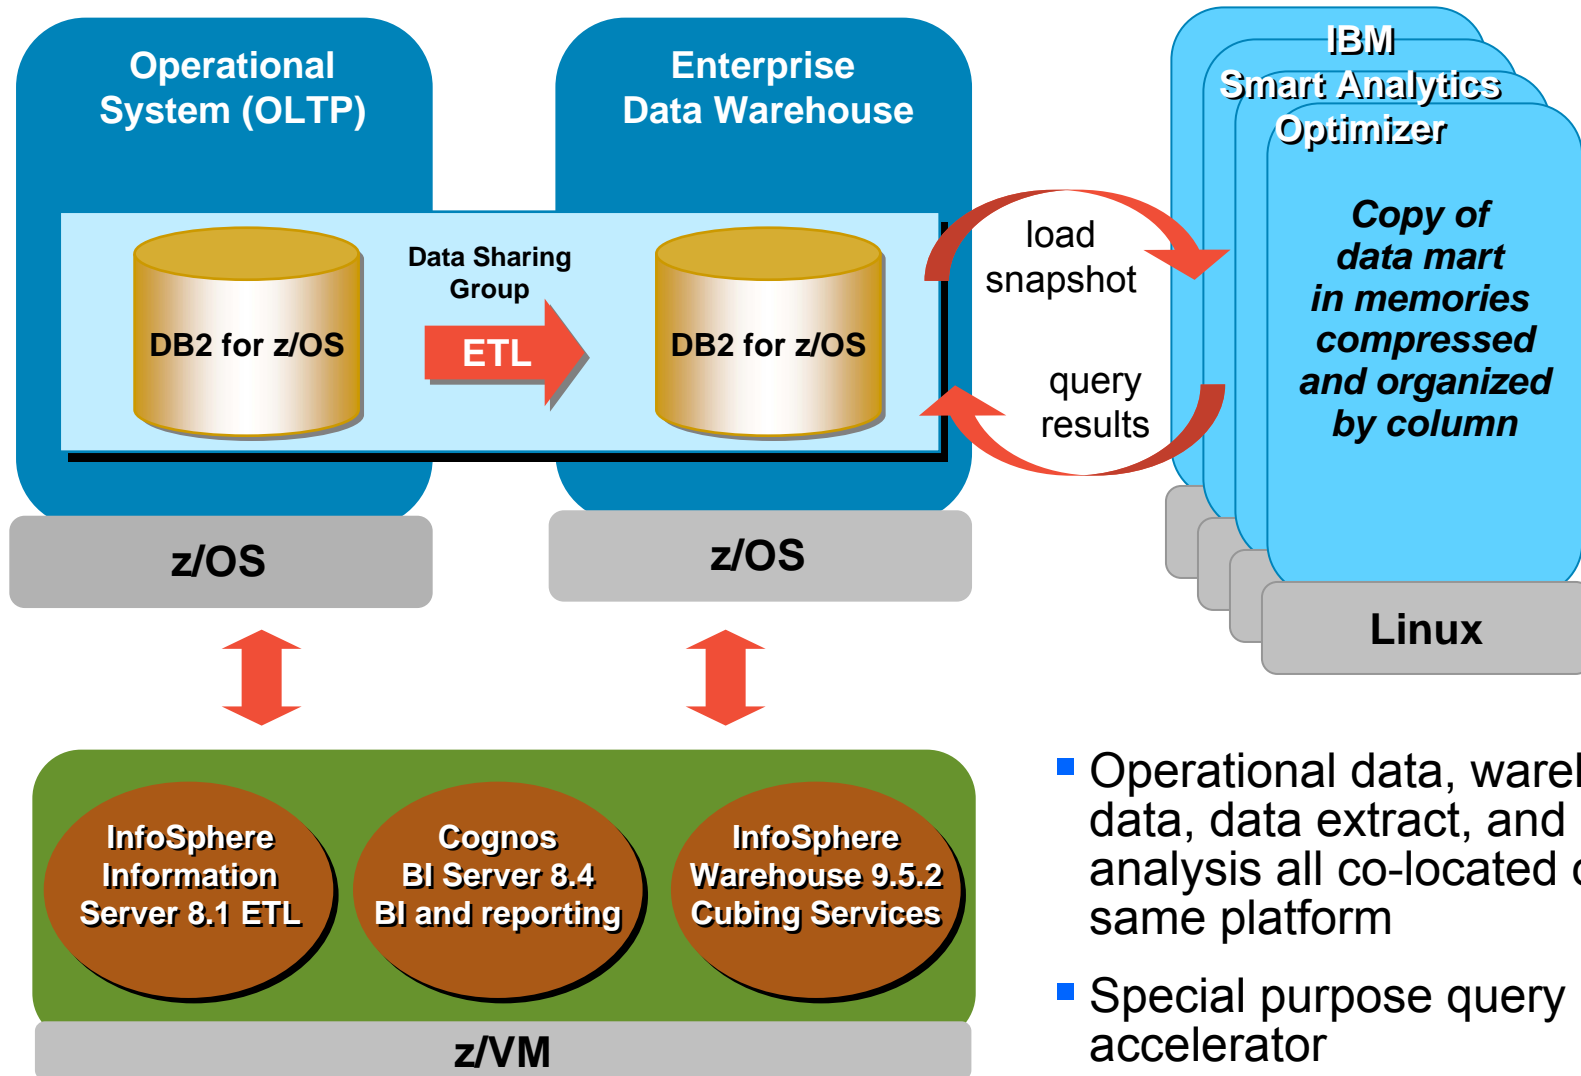 Operational
System (OLTP)
Enterprise
Data Warehouse
IBM
Smart Analytics
Optimizer
Data Sharing
Group
DB2 for z/OS
ETL
DB2 for z/OS
load
snapshot
query
results
Copy of
data mart
in memories
compressed
and organized
by column
z/OS
z/OS
Linux
InfoSphere
Information
Server 8.1 ETL
Cognos
BI Server 8.4
BI and reporting
InfoSphere
Warehouse 9.5.2
Cubing Services
z/VM
Operational data,
data, data extract, and
analysis all co-located
same platform
Special purpose query
accelerator